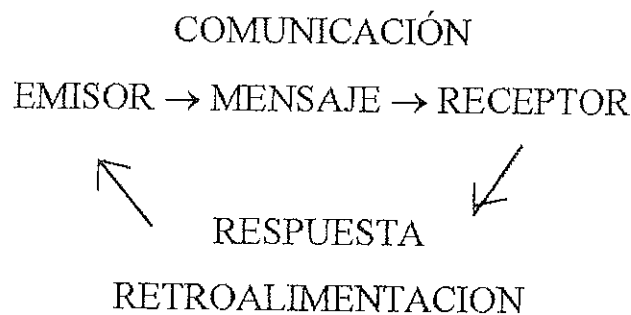 COMUNICACIÓN
EMISOR → MENSAJE → RECEPTOR
RESPUESTA
RETROALIMENTACION